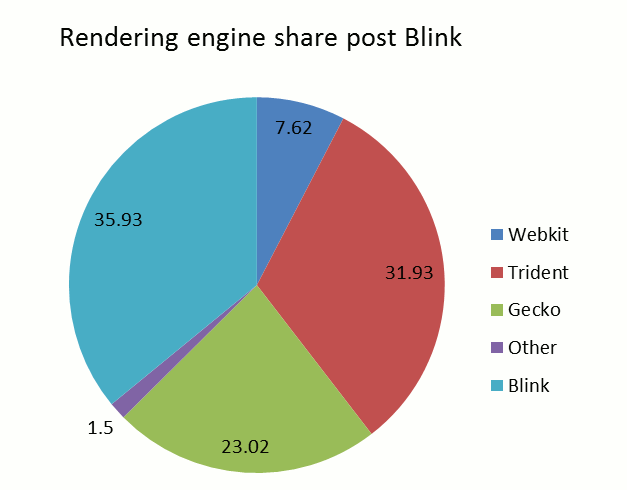 Rendering engine share post Blink
7.62
35.93
31.93
1.5
23.02
Webkit
Trident
Gecko
Other
Blink